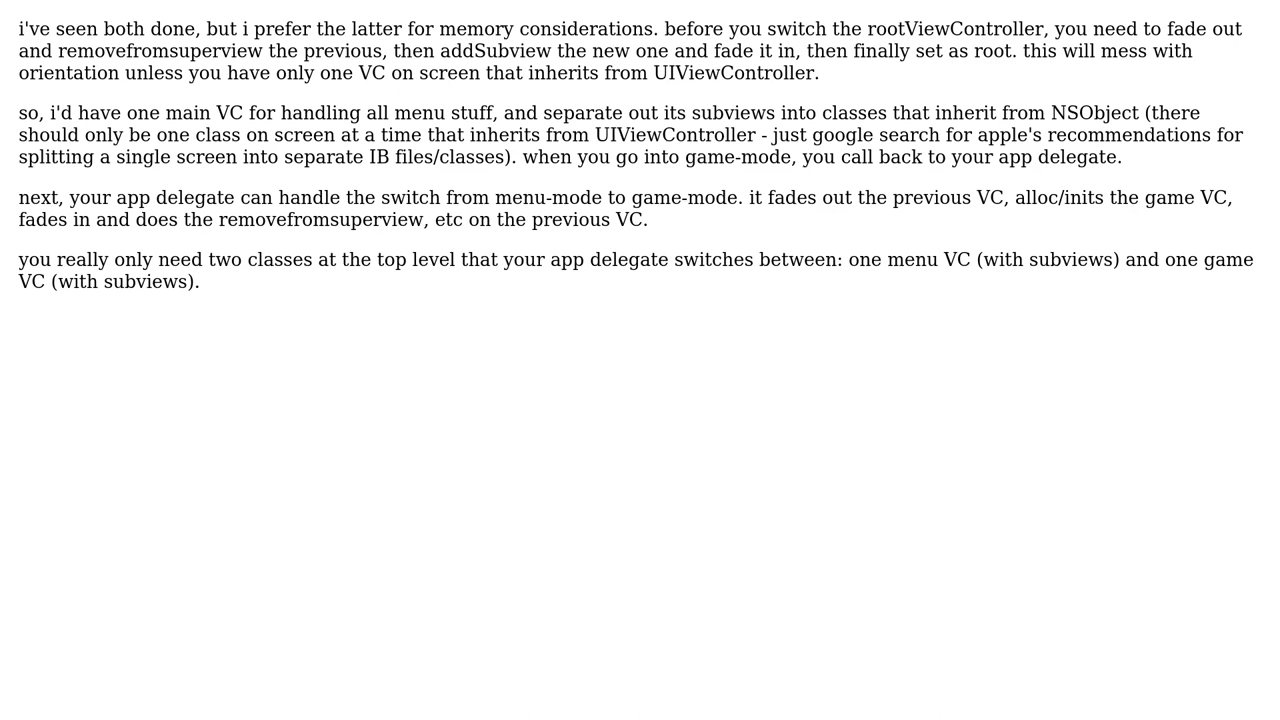 i've seen both done, but i prefer the latter for memory considerations. before you switch the rootViewController, you need to fade out
and removefromsuperview the previous, then addSubview the new one and fade it in, then finally set as root. this will mess with
orientation unless you have only one VC on screen that inherits from UIViewController.
so, i'd have one main VC for handling all menu stuff, and separate out its subviews into classes that inherit from NSObject (there
should only be one class on screen at a time that inherits from UIViewController - just google search for apple's recommendations for
splitting a single screen into separate IB files/classes). when you go into game-mode, you call back to your app delegate.
next, your app delegate can handle the switch from menu-mode to game-mode. it fades out the previous VC, alloc/inits the game VC,
fades in and does the removefromsuperview, etc on the previous VC.
you really only need two classes at the top level that your app delegate switches between: one menu VC (with subviews) and one game
VC (with subviews).